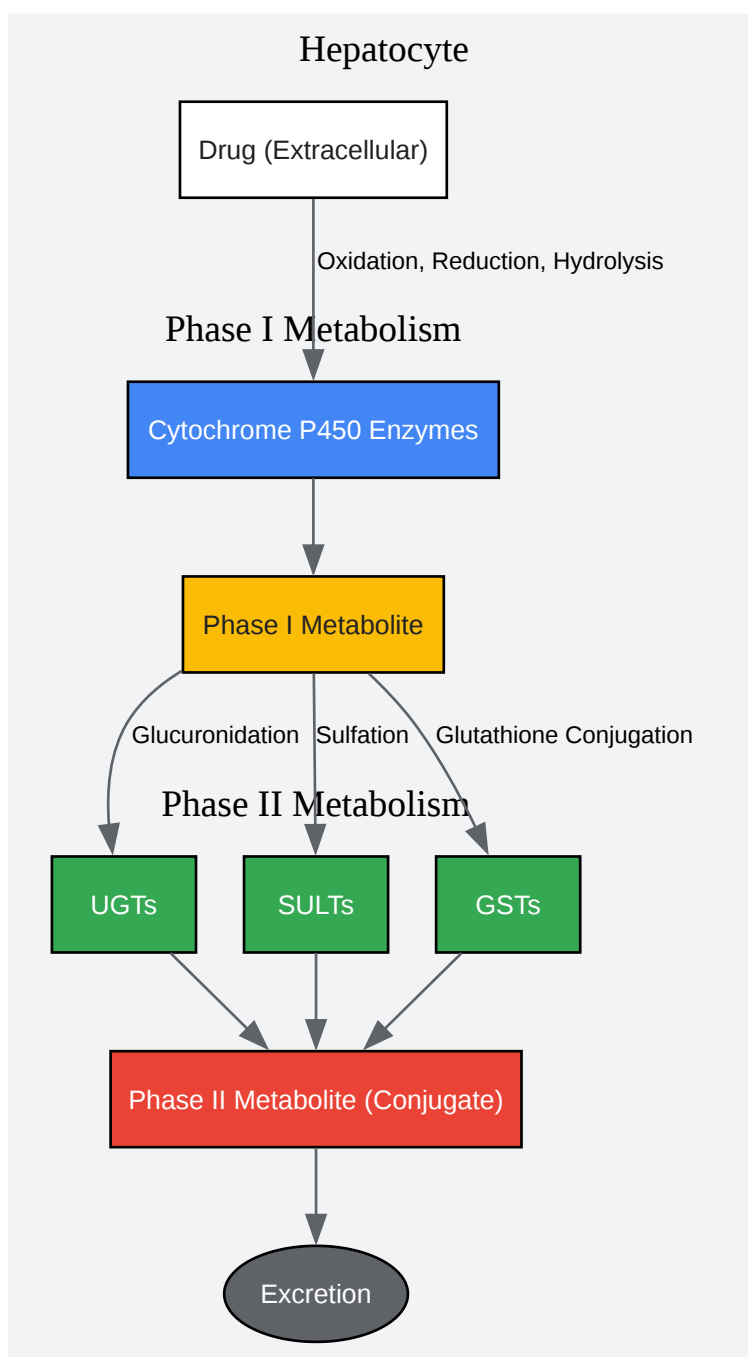 Hepatocyte
Drug (Extracellular)
Oxidation, Reduction, Hydrolysis
Phase I Metabolism
Cytochrome P450 Enzymes
Phase I Metabolite
Glucuronidation
Sulfation
Glutathione Conjugation
Phase II Metabolism
UGTs
SULTs
GSTs
Phase II Metabolite (Conjugate)
Excretion